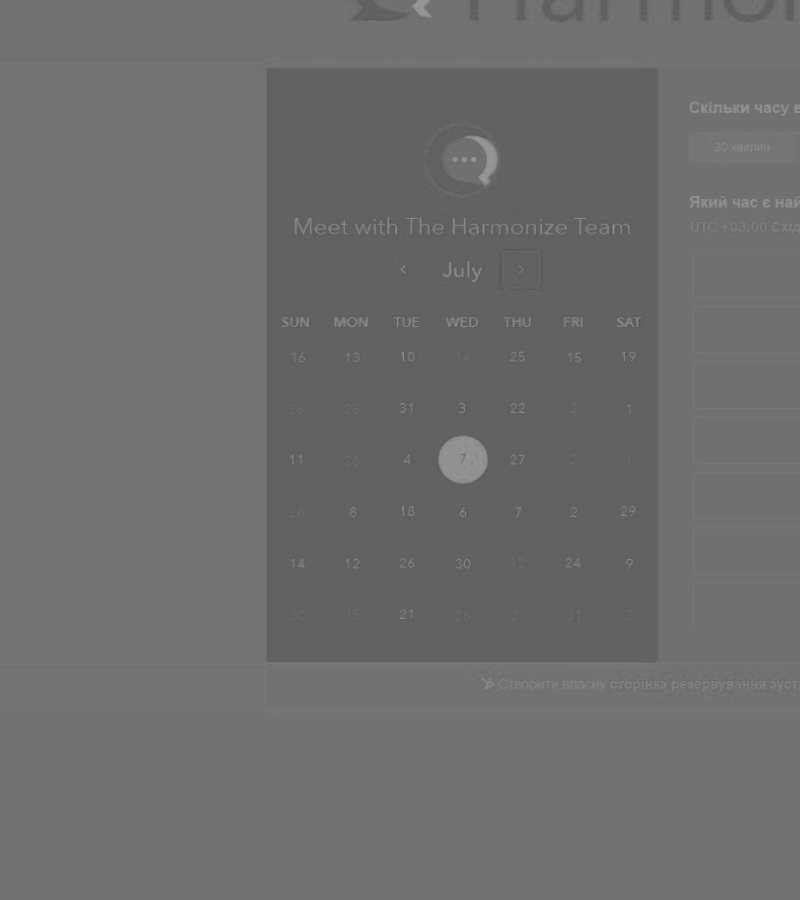 Harmon
Meet with The Harmonize Team
July
SUN MON TUE WED THU FRI SAT
16 13 10 14 25 15 19
28 25 31 3 22 2 1
11 26 4 7 27 2 1
28 8 18 6 7 2 29
14 12 26 30 12 24 9
30 15 21 26 21 31 3
Скільки часу в
30 хвилин
Який час є най
UTC +03:00 Схід
Створити власну сторінка резервування зуст